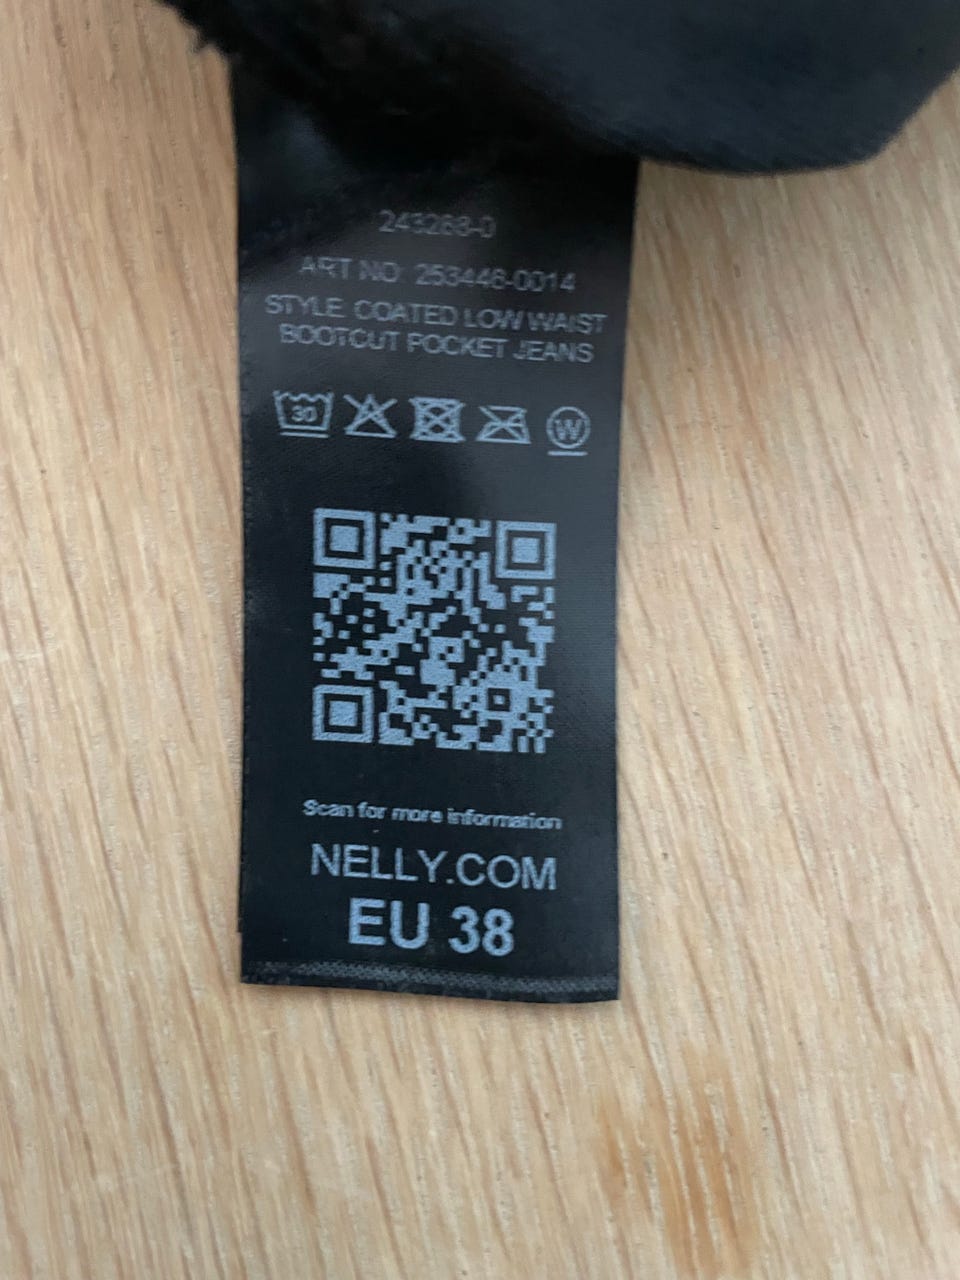 243268-0
ART NO: 253446-0014
STYLE: COATED LOW WAIST
BOOTCUT POCKET JEANS
30
W
Scan for more information
NELLY.COM
EU 38